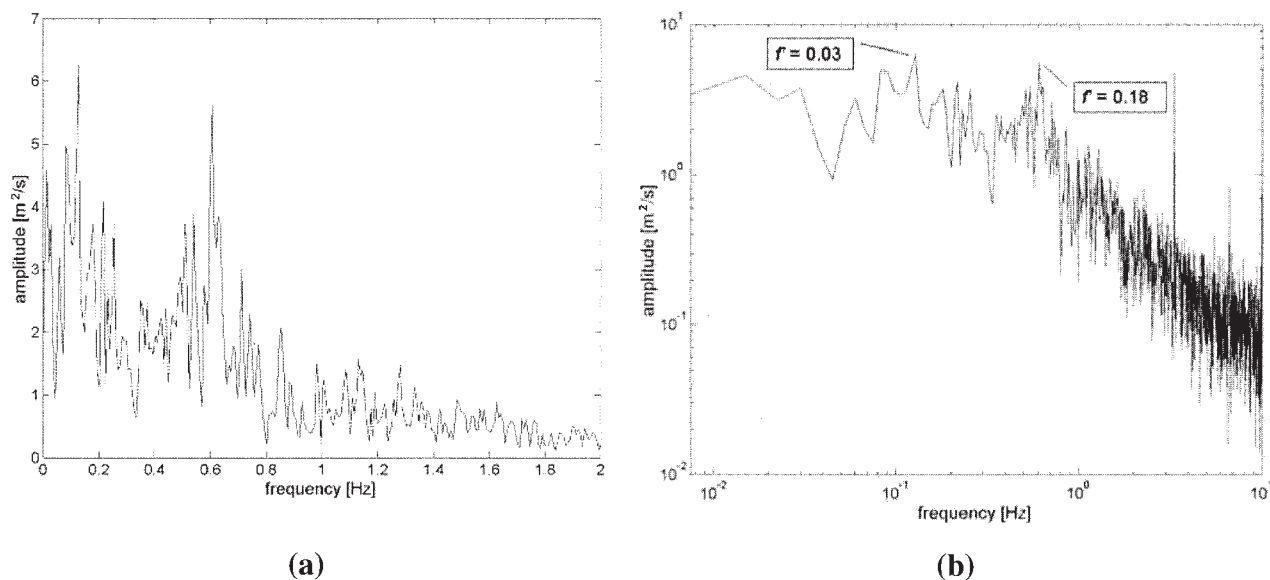 7
6
5
4
3
2
1
0
amplitude [m²/s]
0 0.2 0.4 0.6 0.8 1 1.2 1.4 1.6 1.8 2
frequency [Hz]
(a)
10¹
10⁰
10⁻¹
10⁻²
amplitude [m²/s]
f' = 0.03
f' = 0.18
10⁻² 10⁻¹ 10⁰ 10¹
frequency [Hz]
(b)